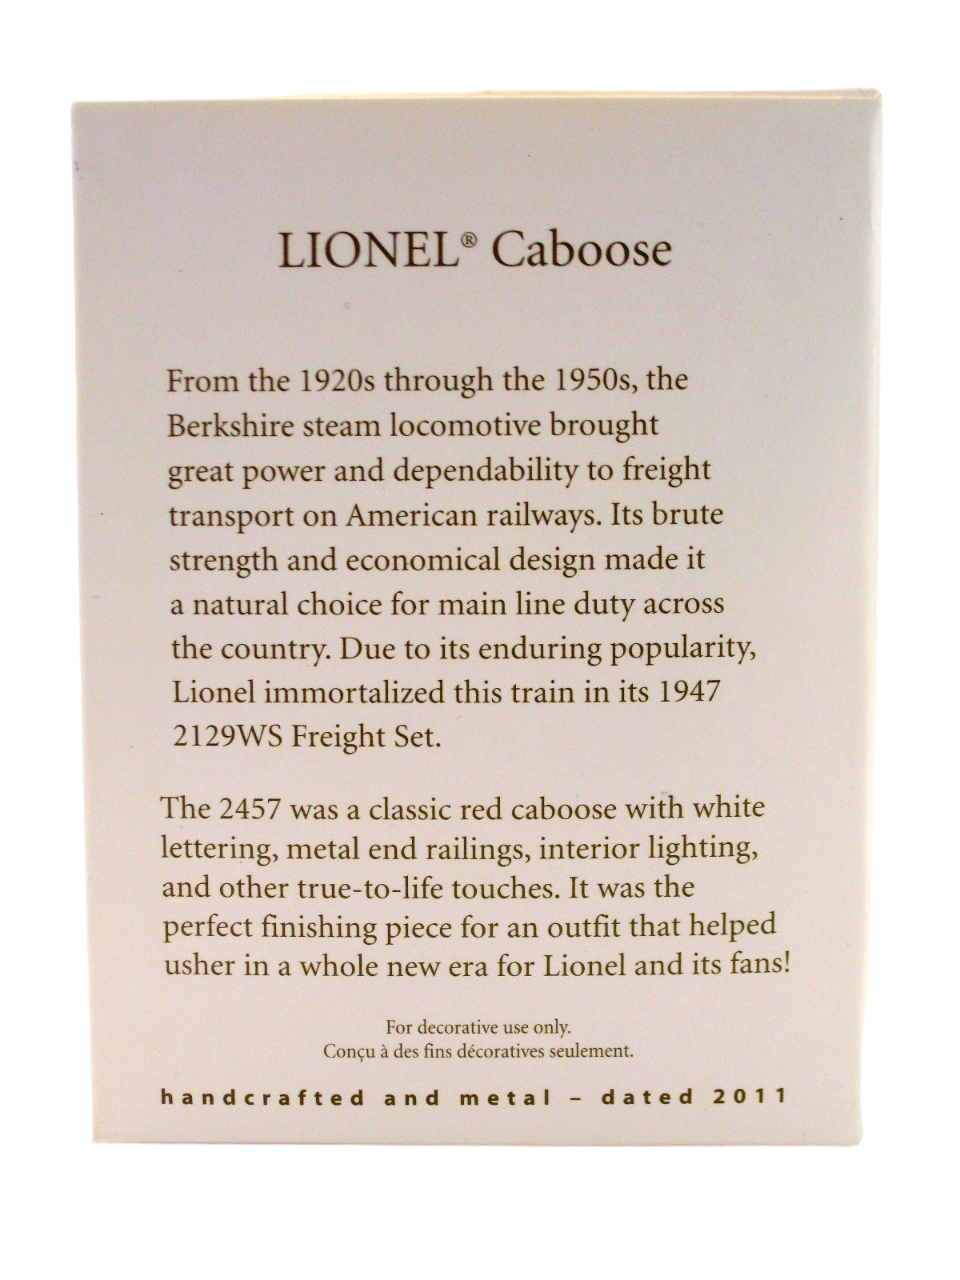 LIONEL® Caboose
From the 1920s through the 1950s, the
Berkshire steam locomotive brought
great power and dependability to freight
transport on American railways. Its brute
strength and economical design made it
a natural choice for main line duty across
the country. Due to its enduring popularity,
Lionel immortalized this train in its 1947
2129WS Freight Set.
The 2457 was a classic red caboose with white
lettering, metal end railings, interior lighting,
and other true-to-life touches. It was the
perfect finishing piece for an outfit that helped
usher in a whole new era for Lionel and its fans!
For decorative use only.
Conçu à des fins décoratives seulement.
handcrafted and metal – dated 2011